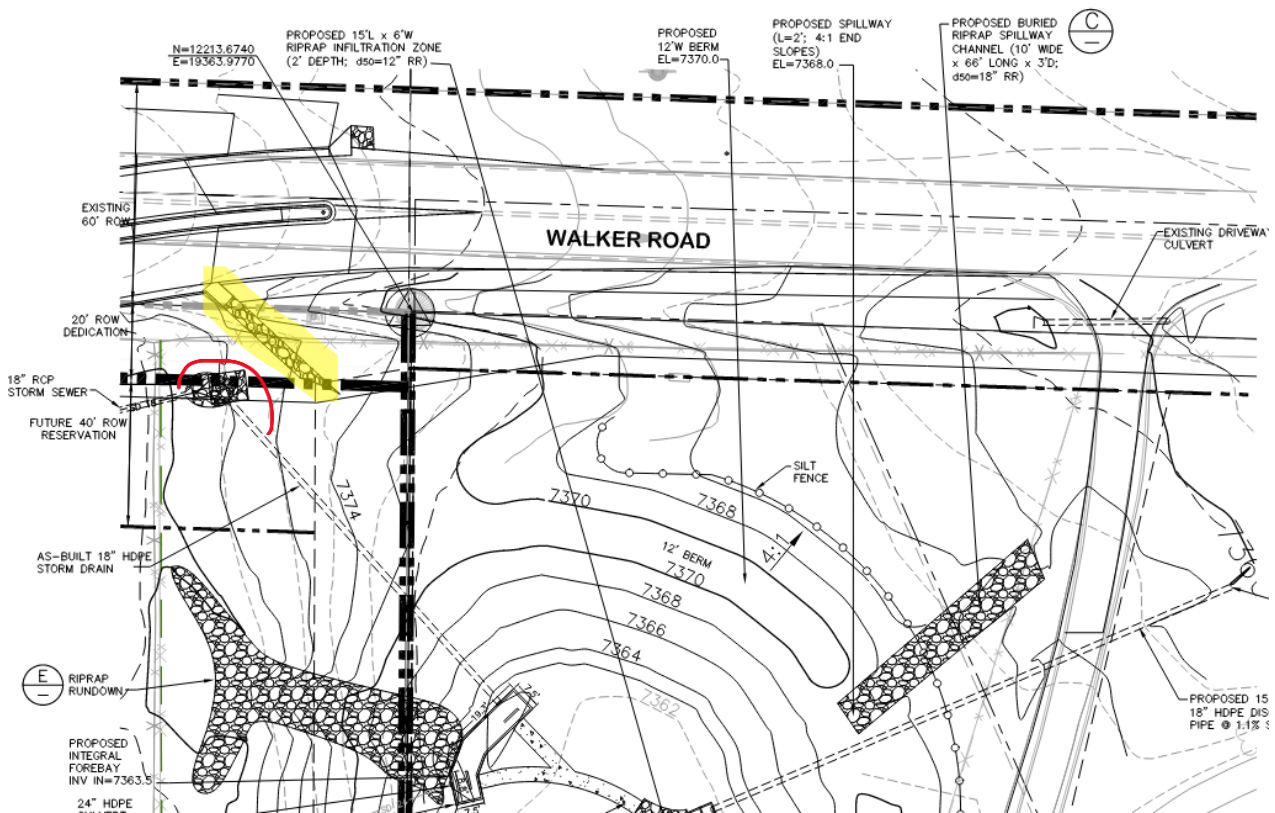 N=12213.6740
E=19363.9770
PROPOSED 15'L x 6'W
RIPRAP INFILTRATION ZONE
(2' DEPTH; d50=12" RR)
PROPOSED
12'W BERM
EL=7370.0
PROPOSED SPILLWAY
(L=2'; 4:1 END
SLOPES)
EL=7368.0
PROPOSED BURIED
RIPRAP SPILLWAY
CHANNEL (10' WIDE
x 66' LONG x 3'D;
d50=18" RR)
C
EXISTING
60' ROW
WALKER ROAD
EXISTING DRIVEWAY
CULVERT
20' ROW
DEDICATION
18" RCP
STORM SEWER
FUTURE 40' ROW
RESERVATION
SILT
FENCE
7374
7370
7368
4:1
12' BERM
7370
7368
7366
7364
7362
AS-BUILT 18" HDPE
STORM DRAIN
E
RIPRAP
RUNDOWN
7.5'
PROPOSED 15
18" HDPE DIS
PIPE @ 1.1% S
PROPOSED
INTEGRAL
FOREBAY
INV IN=7363.5
24" HDPE
7.5'